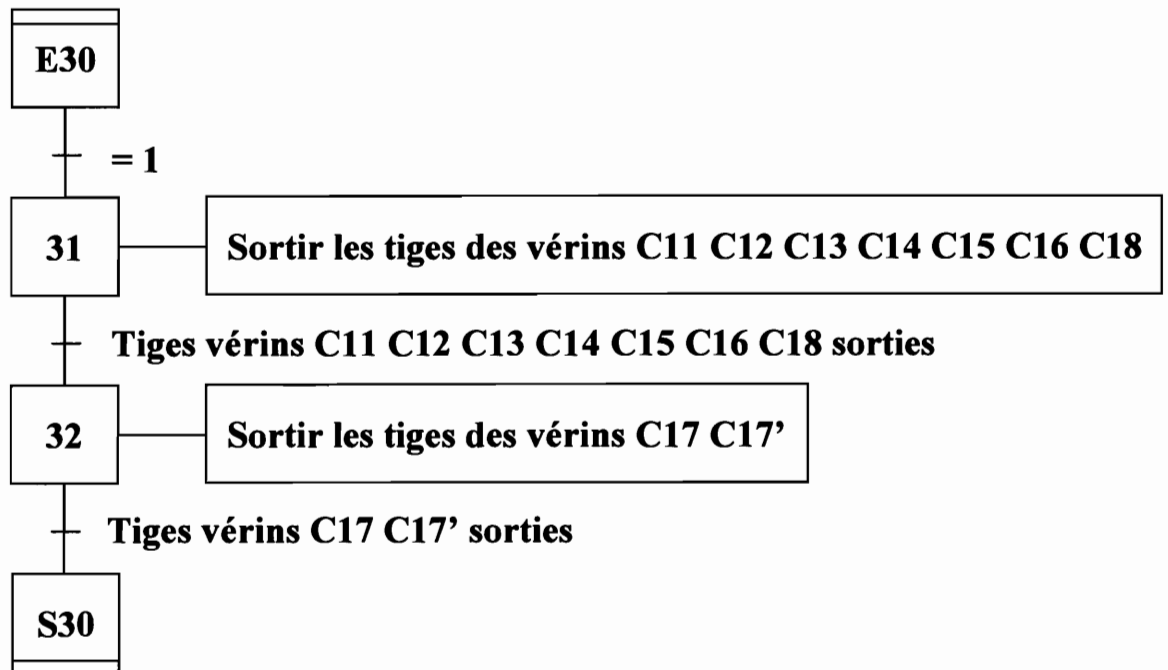 E30
= 1
31
Sortir les tiges des vérins C11 C12 C13 C14 C15 C16 C18
Tiges vérins C11 C12 C13 C14 C15 C16 C18 sorties
32
Sortir les tiges des vérins C17 C17’
Tiges vérins C17 C17’ sorties
S30